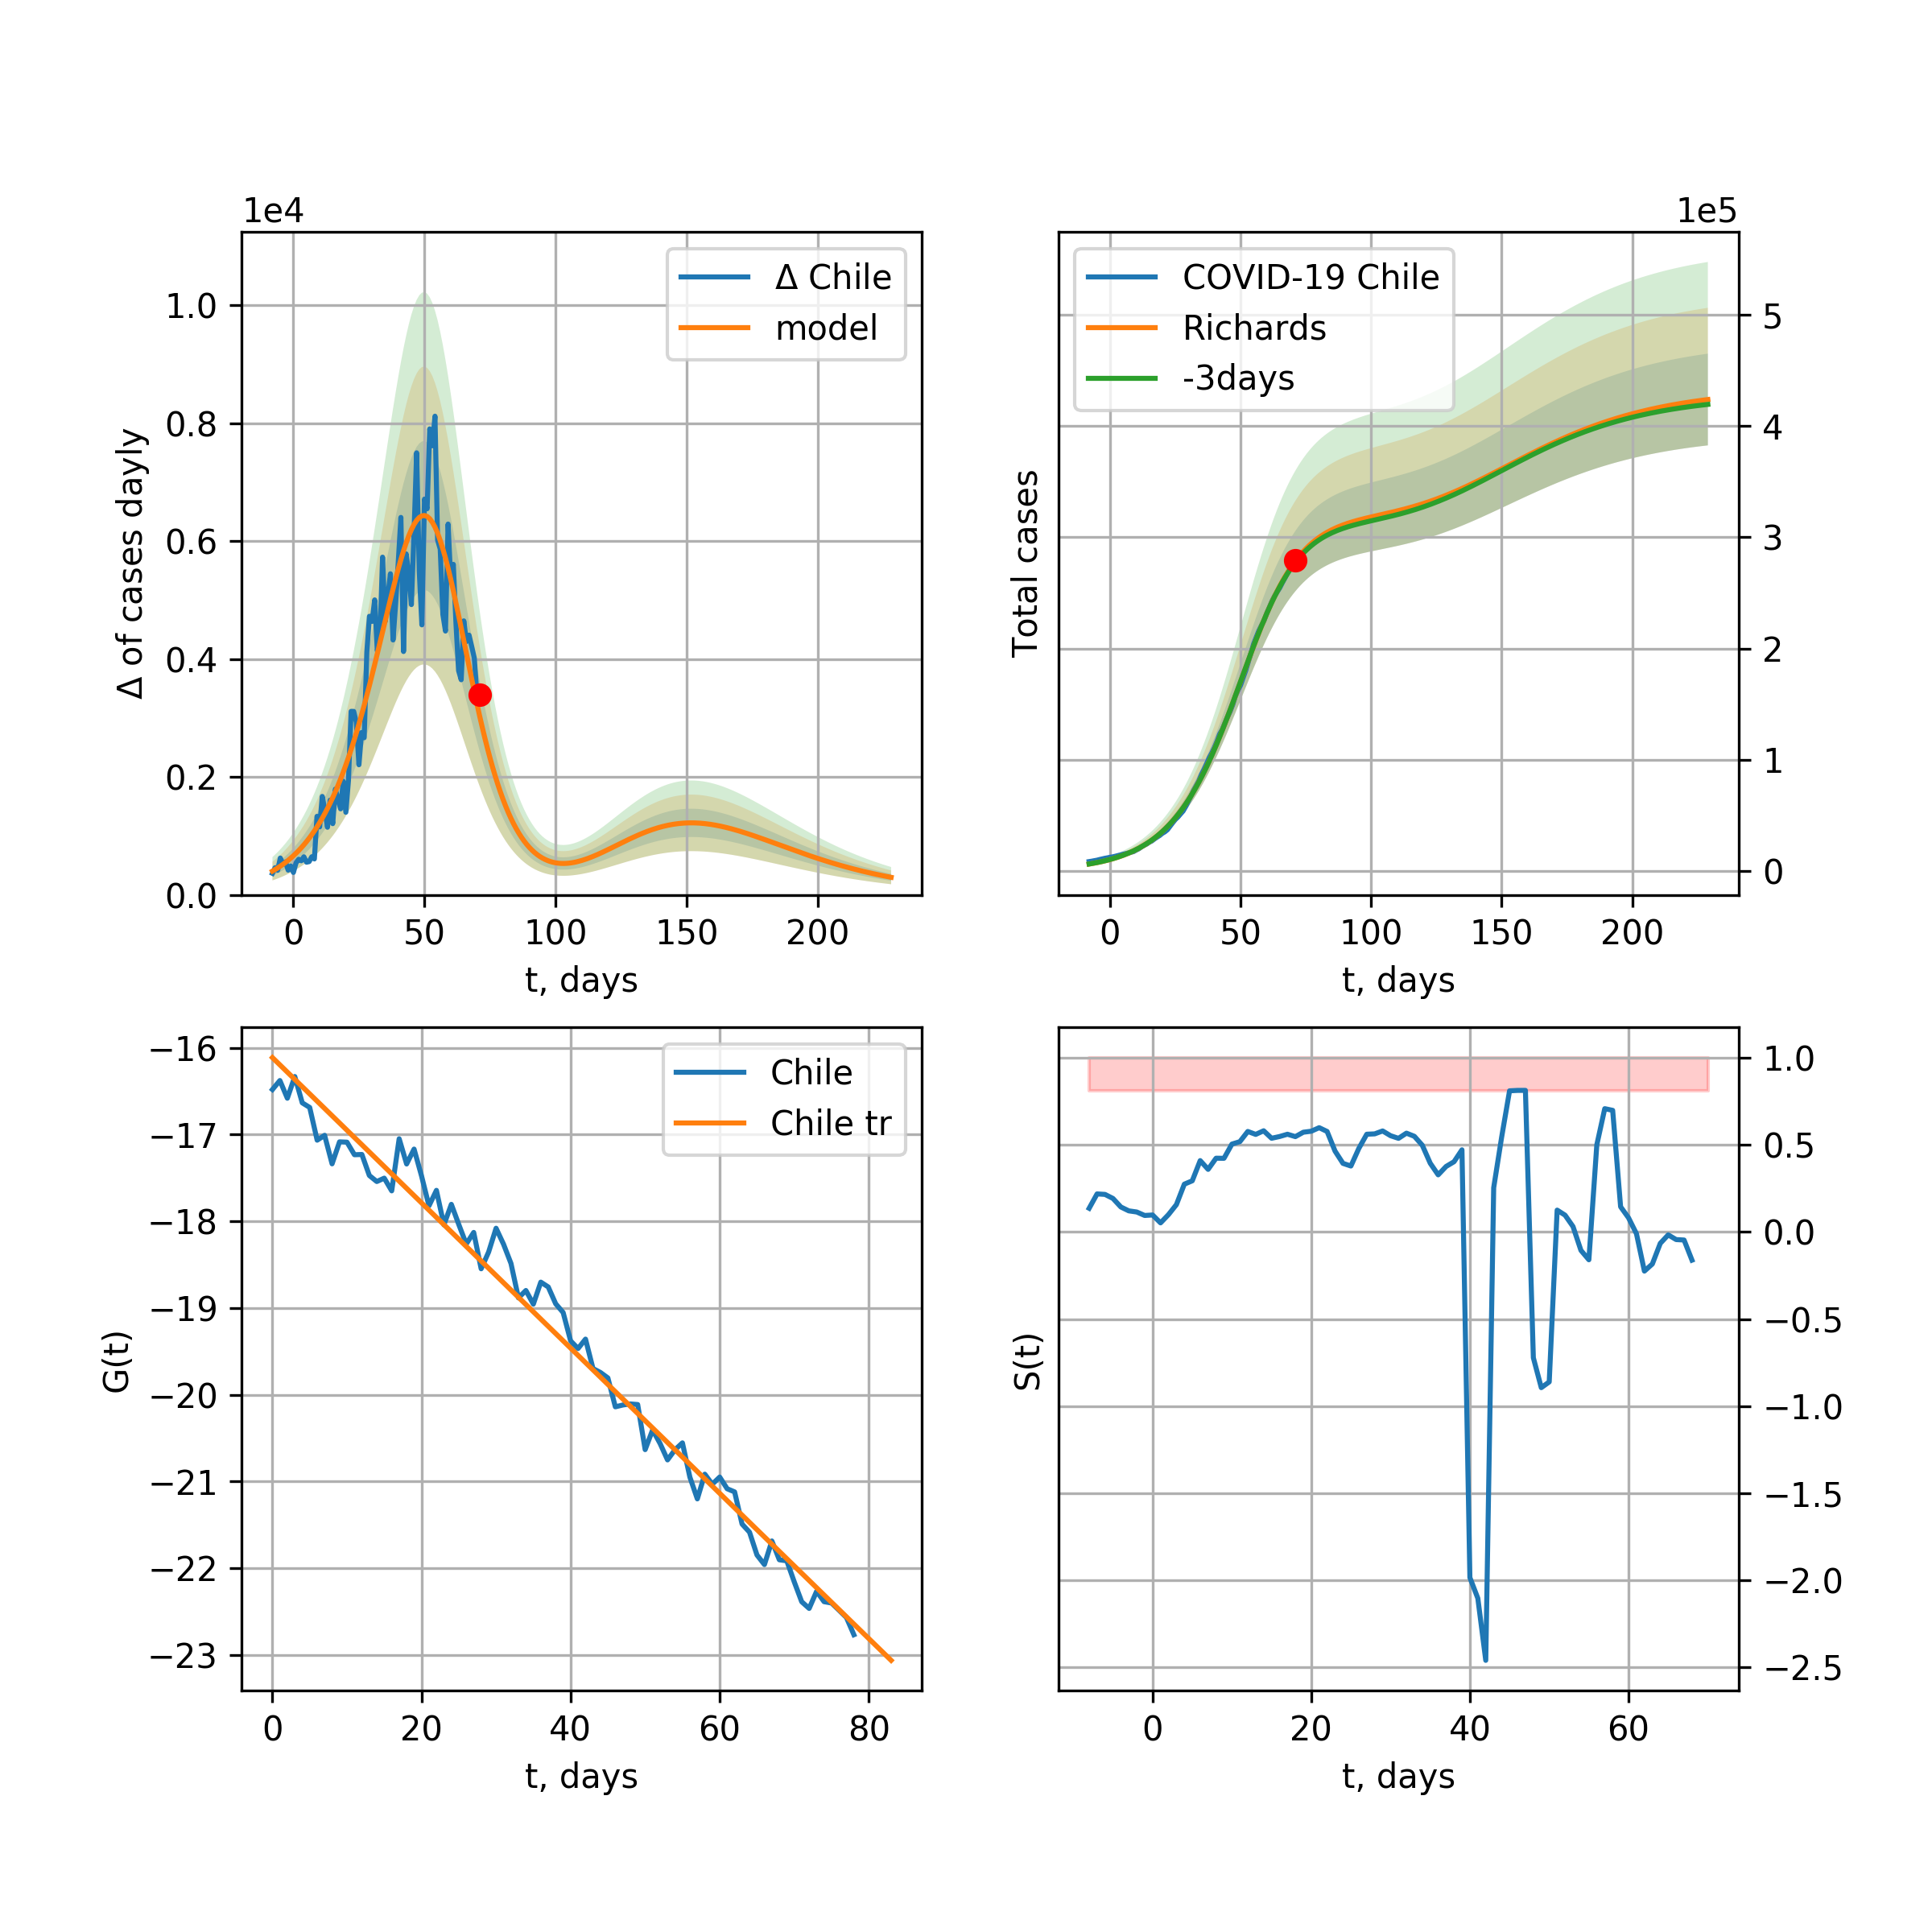 1e4
Δ of cases dayly
1.0
0.8
0.6
0.4
0.2
0.0
0 50 100 150 200
t, days
Δ Chile
model
1e5
Total cases
5
4
3
2
1
0
0 50 100 150 200
t, days
COVID-19 Chile
Richards
-3days
G(t)
−16
−17
−18
−19
−20
−21
−22
−23
0 20 40 60 80
t, days
Chile
Chile tr
S(t)
1.0
0.5
0.0
−0.5
−1.0
−1.5
−2.0
−2.5
0 20 40 60
t, days